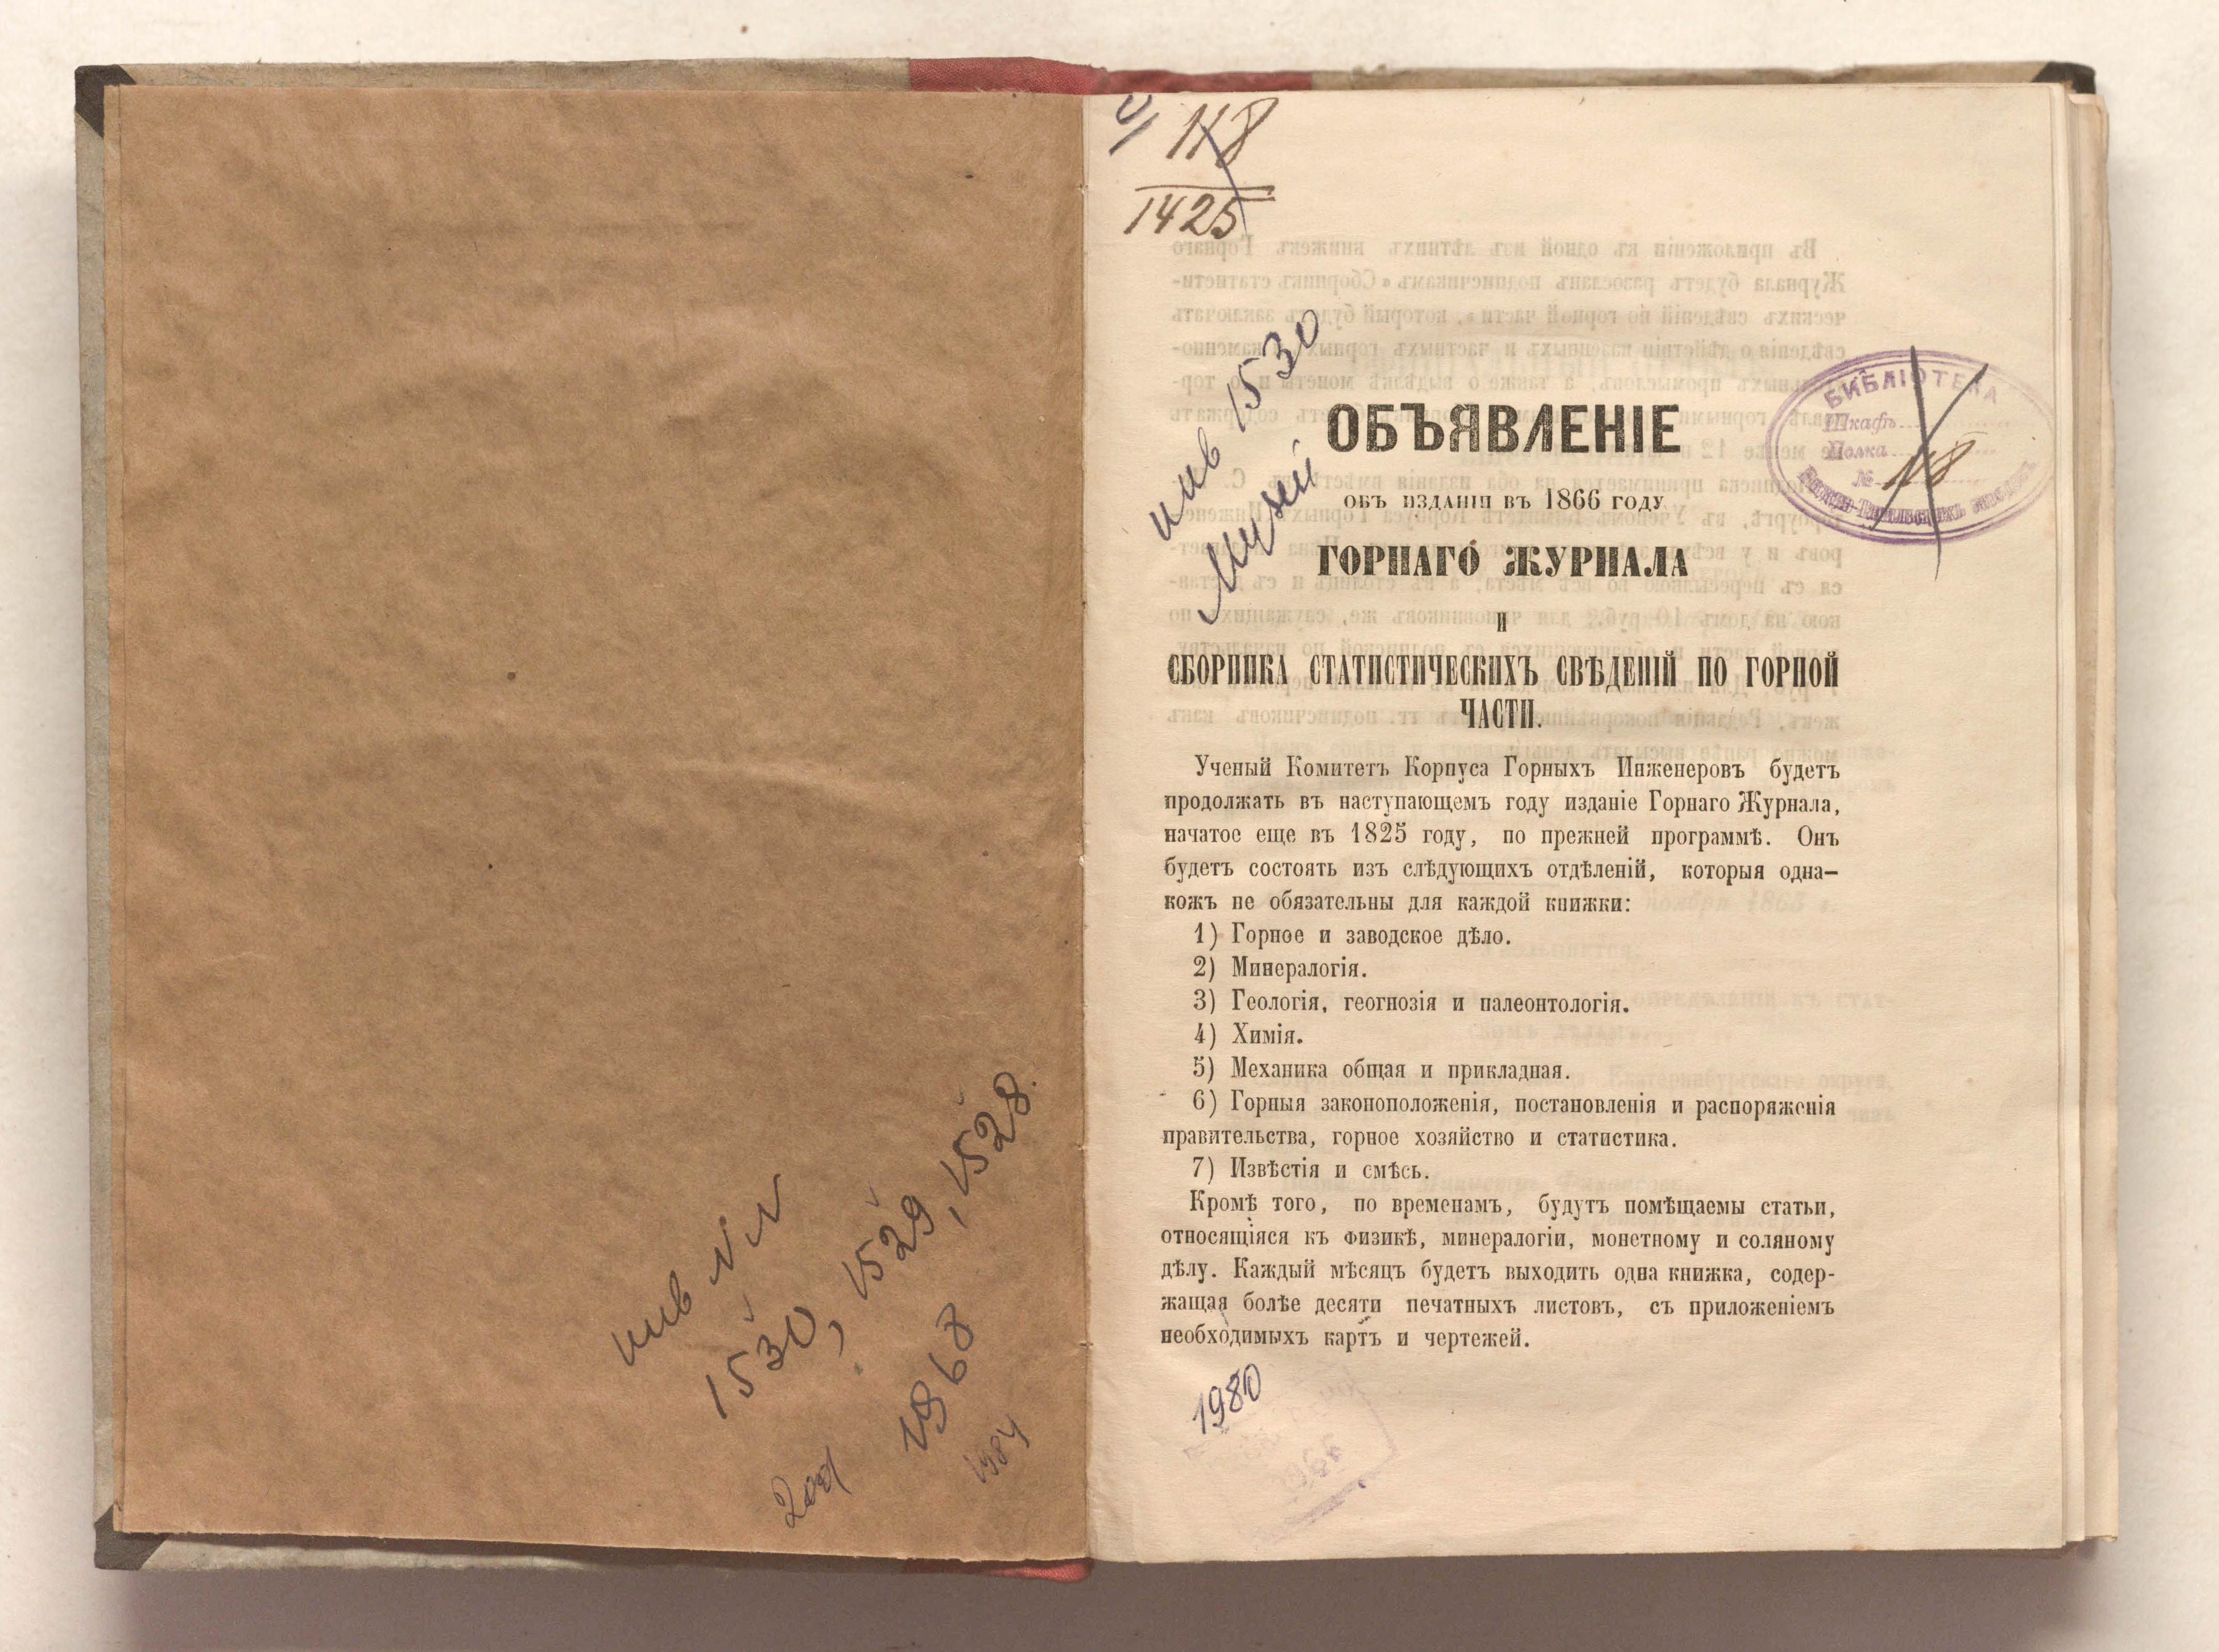 инв
1530, 1529, 1528.
1984
118
1425
инв 1530
Музей
БИБЛІОТЕКА
Шкафъ
Полка
№ 118
ОБЪЯВЛЕНІЕ
ОБЪ ИЗДАНІИ ВЪ 1866 ГОДУ
ГОРНАГО ЖУРНАЛА
И
СБОРНИКА СТАТИСТИЧЕСКИХЪ СВѢДЕНІЙ ПО ГОРНОЙ
ЧАСТИ.
Ученый Комитетъ Корпуса Горныхъ Инженеровъ будетъ
продолжать въ наступающемъ году изданіе Горнаго Журнала,
начатое еще въ 1825 году, по прежней программѣ. Онъ
будетъ состоять изъ слѣдующихъ отдѣленій, которыя одна-
кожъ не обязательны для каждой книжки:
1) Горное и заводское дѣло.
2) Минералогія.
3) Геологія, геогнозія и палеонтологія.
4) Химія.
5) Механика общая и прикладная.
6) Горныя законоположенія, постановленія и распоряженія
правительства, горное хозяйство и статистика.
7) Извѣстія и смѣсь.
Кромѣ того, по временамъ, будутъ помѣщаемы статьи,
относящіяся къ физикѣ, минералогіи, монетному и соляному
дѣлу. Каждый мѣсяцъ будетъ выходить одна книжка, содер-
жащая болѣе десяти печатныхъ листовъ, съ приложеніемъ
необходимыхъ картъ и чертежей.
1980